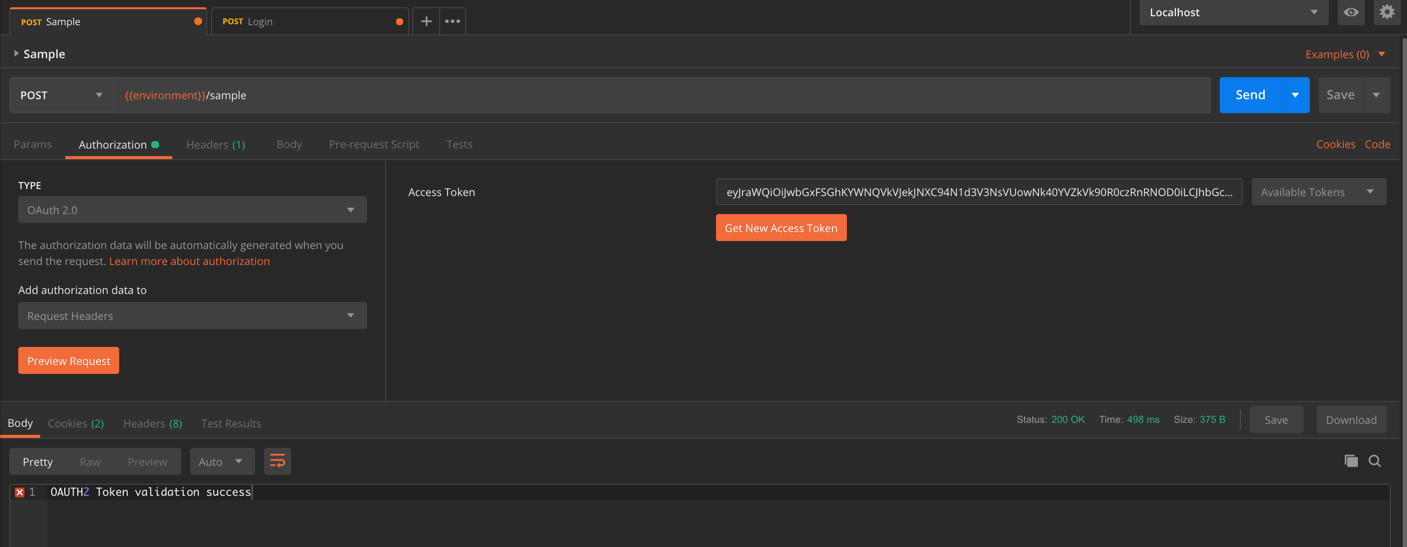 POST Sample
POST Login
Localhost
Sample
Examples (0)
POST
{{environment}}/sample
Send
Save
Params
Authorization
Headers (1)
Body
Pre-request Script
Tests
Cookies
Code
TYPE
OAuth 2.0
The authorization data will be automatically generated when you
send the request. Learn more about authorization
Add authorization data to
Request Headers
Preview Request
Access Token
eyJraWQiOiJwbGxFSGhKYWNQVkVJekJNXC94N1d3V3NsVUowNk40YVZkVk90R0czRnRNOD0iLCJhbGc...
Available Tokens
Get New Access Token
Body
Cookies (2)
Headers (8)
Test Results
Status: 200 OK
Time: 498 ms
Size: 375 B
Save
Download
Pretty
Raw
Preview
Auto
1 OAUTH2 Token validation success